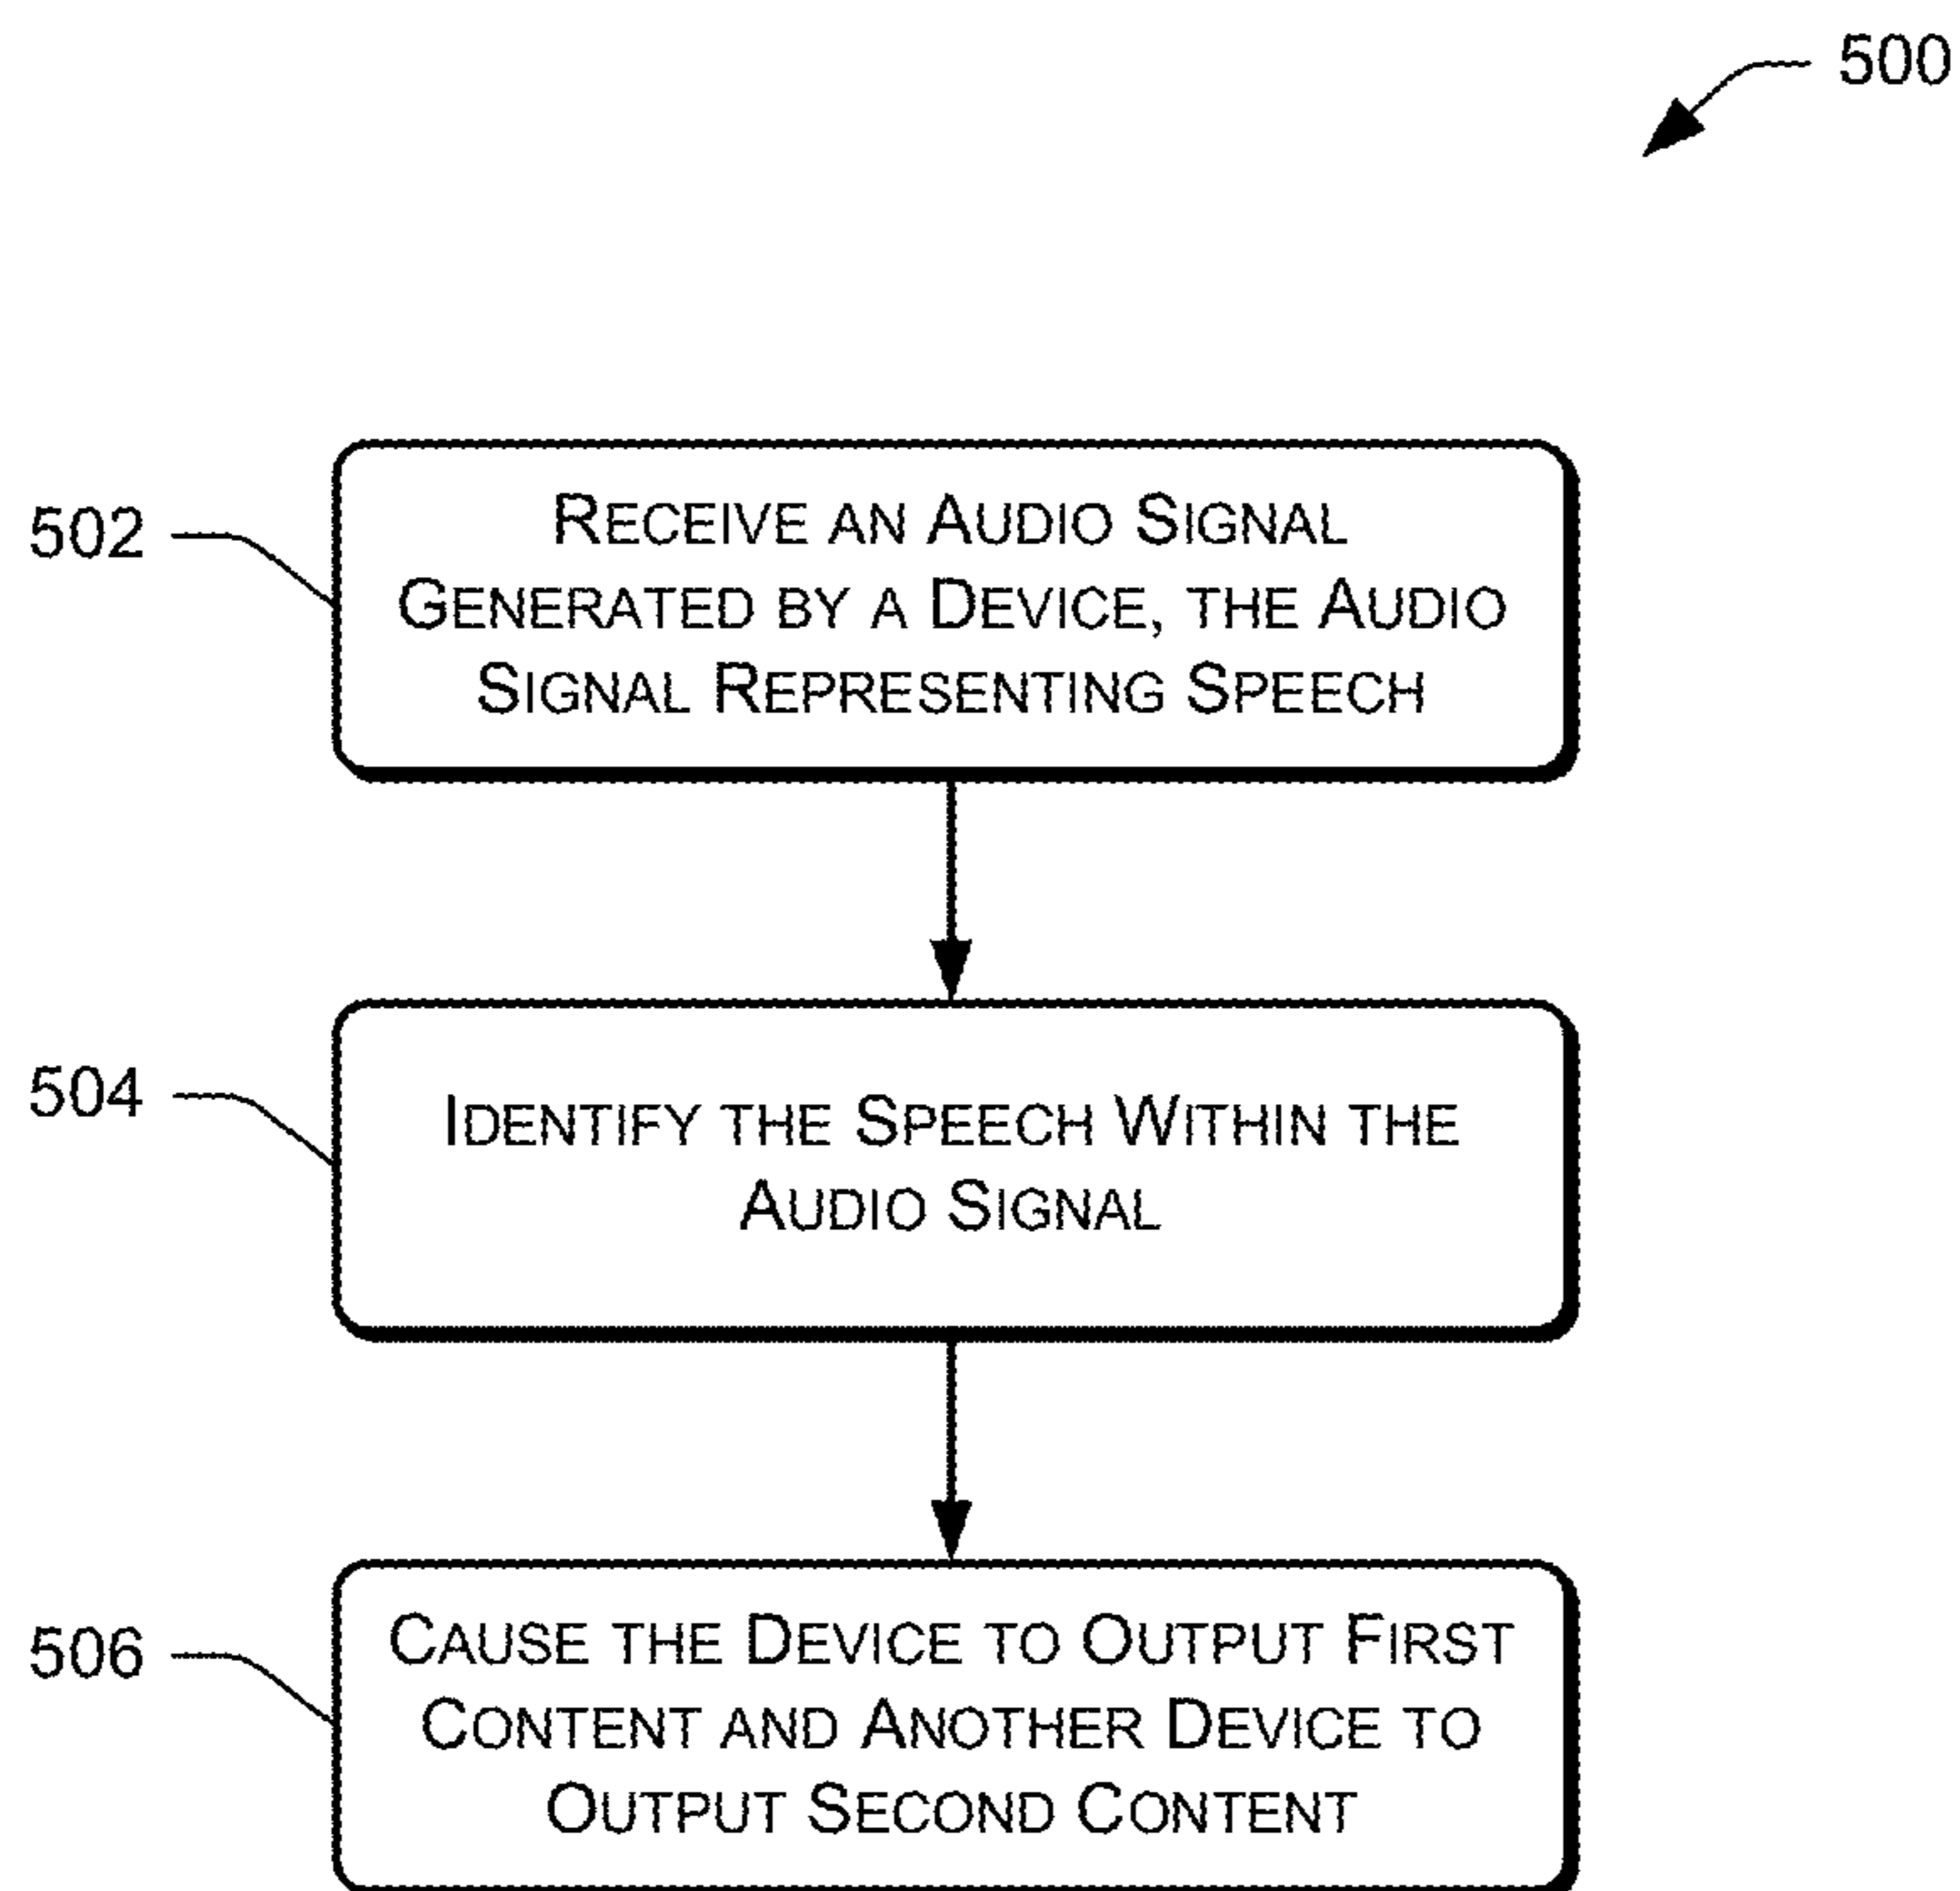 500
502
RECEIVE AN AUDIO SIGNAL
GENERATED BY A DEVICE, THE AUDIO
SIGNAL REPRESENTING SPEECH
504
IDENTIFY THE SPEECH WITHIN THE
AUDIO SIGNAL
506
CAUSE THE DEVICE TO OUTPUT FIRST
CONTENT AND ANOTHER DEVICE TO
OUTPUT SECOND CONTENT